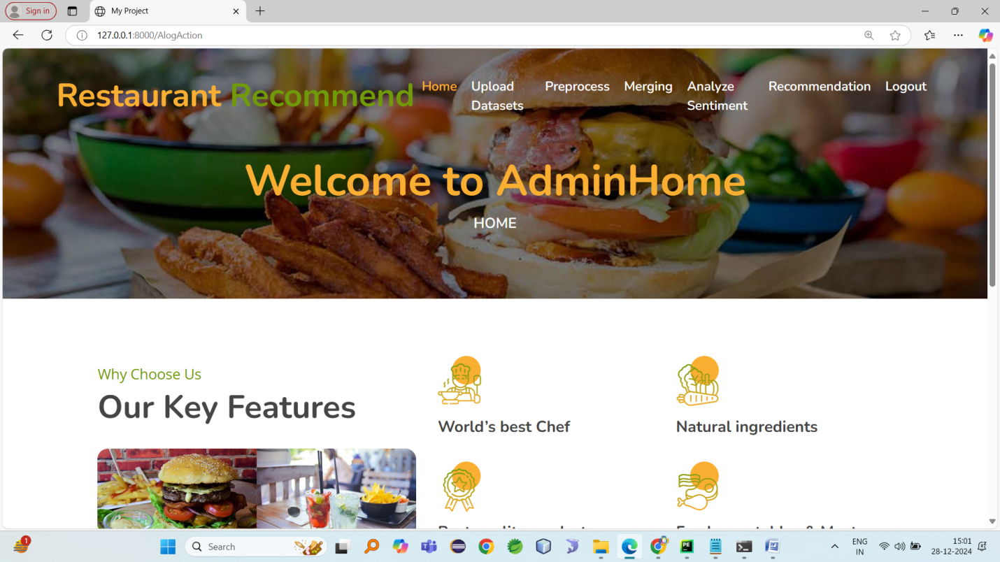 Sign in
My Project
127.0.0.1:8000/AlogAction
Restaurant Recommend
Home Upload Datasets Preprocess Merging Analyze Sentiment Recommendation Logout
Welcome to AdminHome
HOME
Why Choose Us
Our Key Features
World's best Chef
Natural ingredients
1
Search
PE
ENG
IN
15:01
28-12-2024